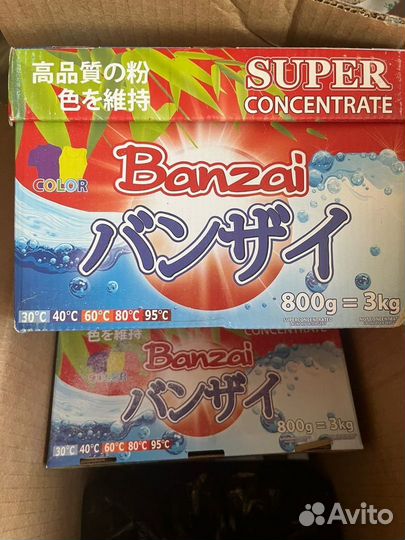 高品質の粉
色を維持
SUPER
CONCENTRATE
COLOR
Banzai
バンザイ
800g = 3kg
30°C 40°C 60°C 80°C 95°C
色を維持
CONCENTRATE
COLOR
Banzai
バンザイ
800g = 3kg
30°C 40°C 60°C 80°C 95°C
Avito